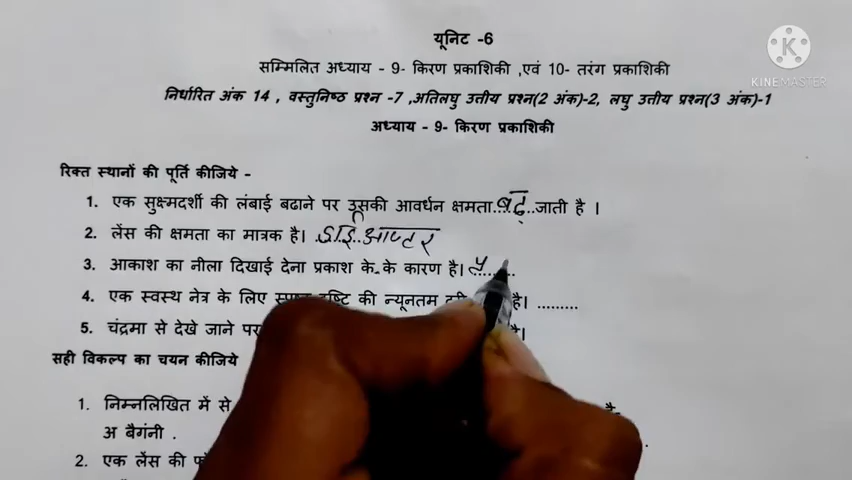 यूनिट -6
सम्मिलित अध्याय - 9- किरण प्रकाशिकी ,एवं 10- तरंग प्रकाशिकी
निर्धारित अंक 14 , वस्तुनिष्ठ प्रश्न -7 ,अतिलघु उत्तीय प्रश्न(2 अंक)-2, लघु उत्तीय प्रश्न(3 अंक)-1
अध्याय - 9- किरण प्रकाशिकी
रिक्त स्थानों की पूर्ति कीजिये -
1. एक सुक्ष्मदर्शी की लंबाई बढाने पर उसकी आवर्धन क्षमता...बढ़..जाती है ।
2. लेंस की क्षमता का मात्रक है। डाईआप्टर
3. आकाश का नीला दिखाई देना प्रकाश के.. के कारण है।
4. एक स्वस्थ नेत्र के लिए स्पष्ट दृष्टि की न्यूनतम है। .........
5. चंद्रमा से देखे जाने पर है।
सही विकल्प का चयन कीजिये
1. निम्नलिखित में से है-
अ बैगंनी .
2. एक लेंस की
KINEMASTER